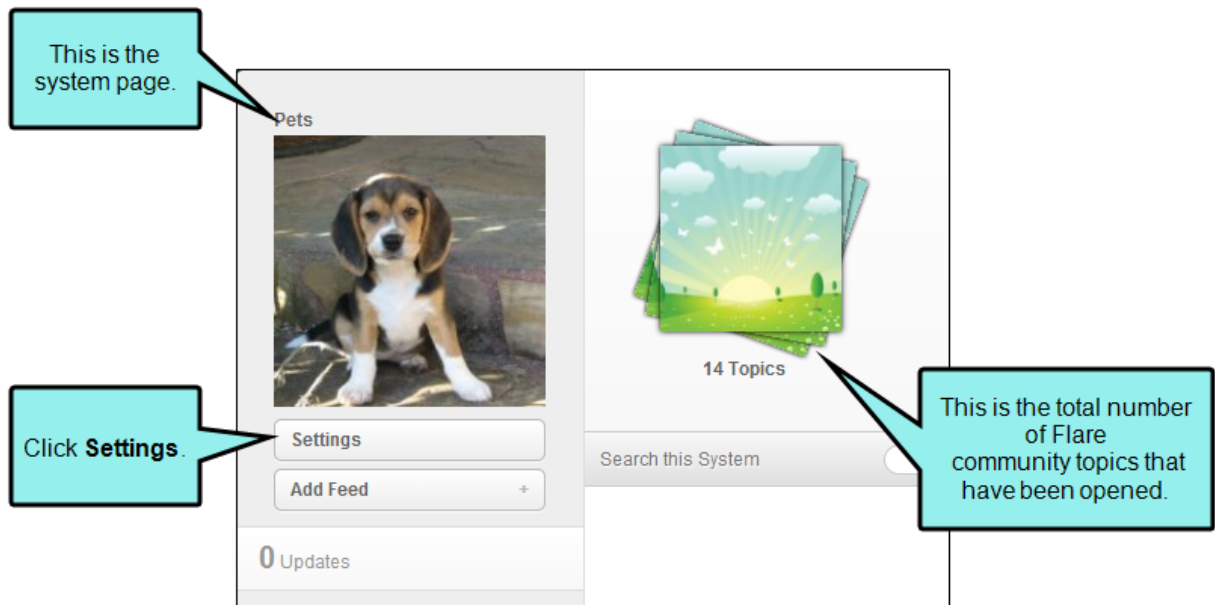 This is the
system page.
Pets
14 Topics
Click Settings.
Settings
Add Feed +
Search this System
This is the total number
of Flare
community topics that
have been opened.
0 Updates